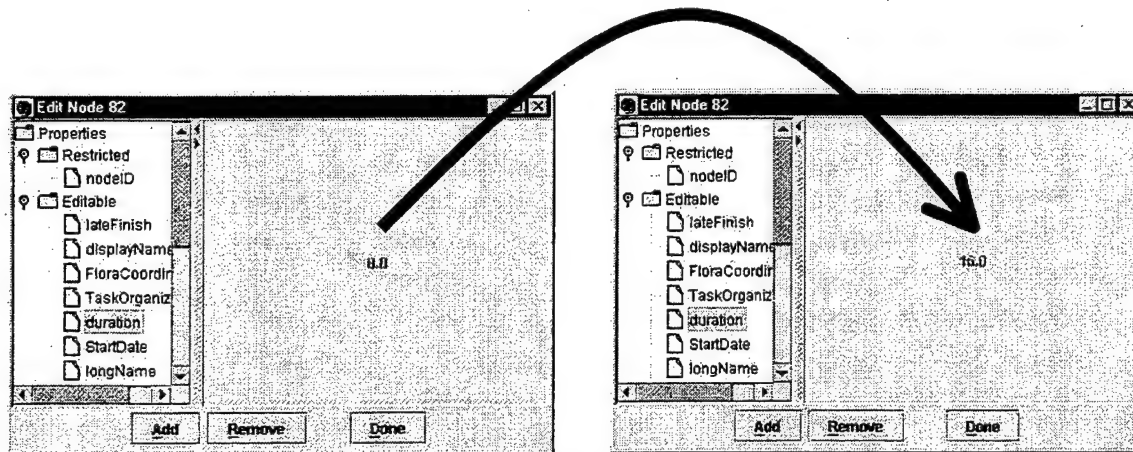 Edit Node 82
Properties
Restricted
nodeID
Editable
lateFinish
displayName
FloraCoordin
TaskOrganiz
duration
StartDate
longName
8.0
Add Remove Done
Edit Node 82
Properties
Restricted
nodeID
Editable
lateFinish
displayName
FloraCoordin
TaskOrganiz
duration
StartDate
longName
16.0
Add Remove Done